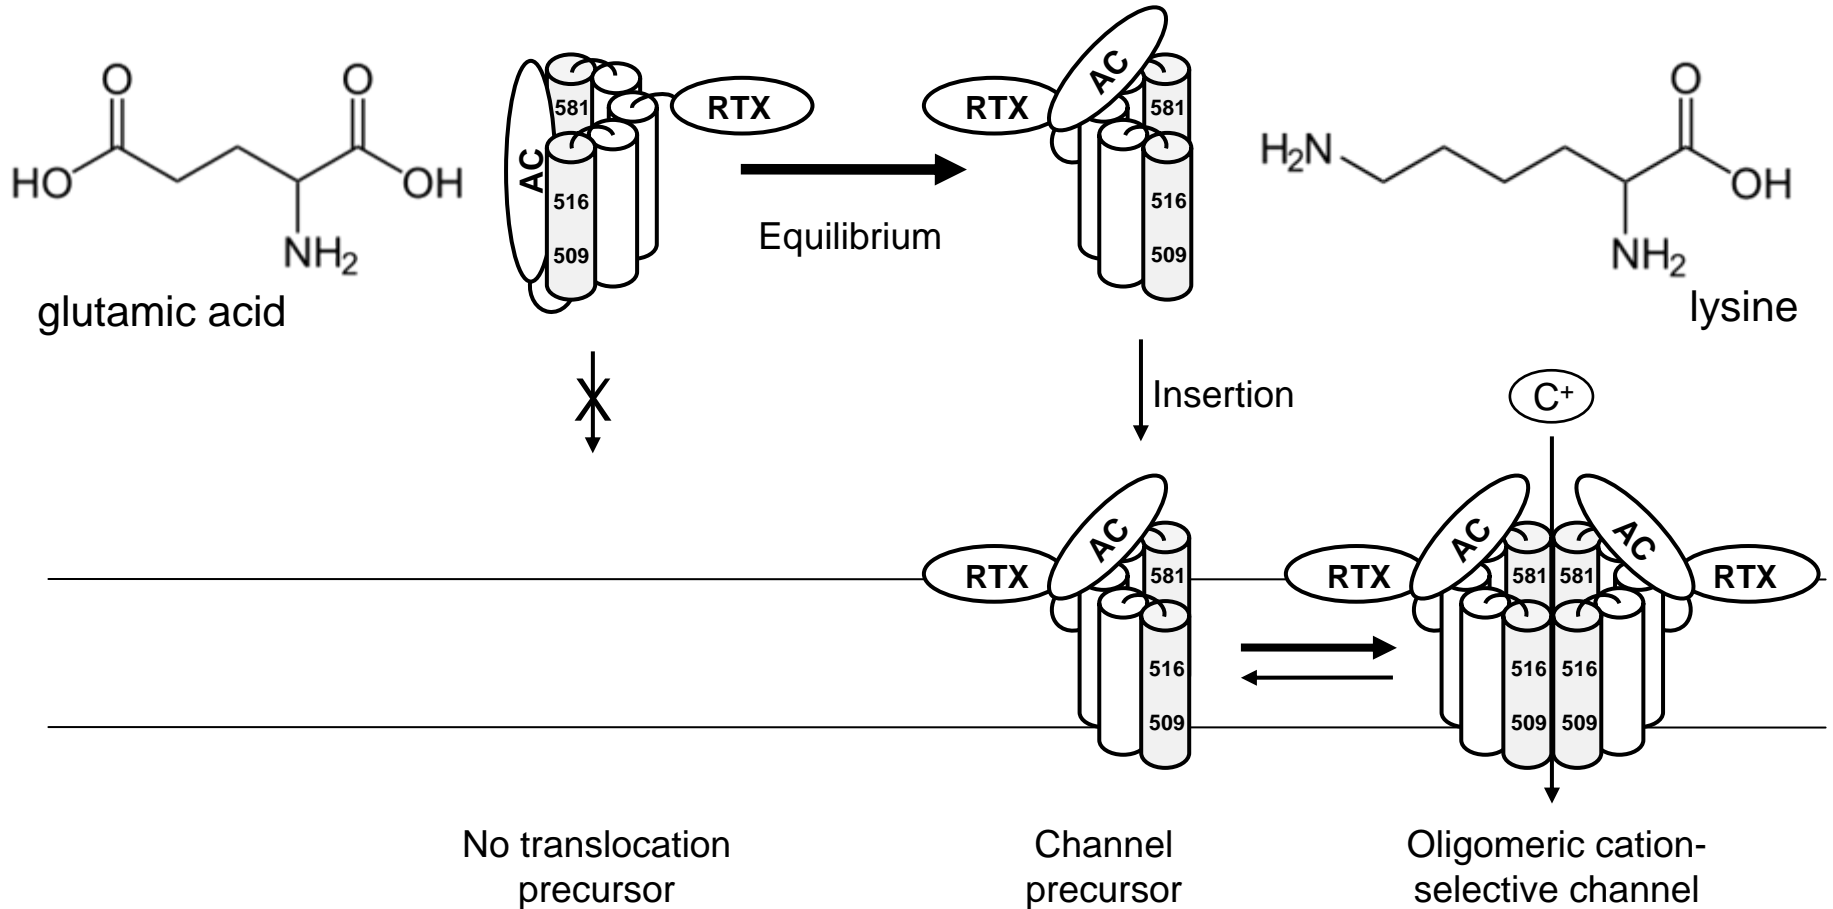 O
O
HO
OH
NH2
glutamic acid
AC
581
516
509
RTX
Equilibrium
RTX
AC
581
516
509
H2N
O
OH
NH2
lysine
X
Insertion
C+
RTX
AC
581
516
509
RTX
AC
581
581
AC
RTX
516
516
509
509
No translocation
precursor
Channel
precursor
Oligomeric cation-
selective channel